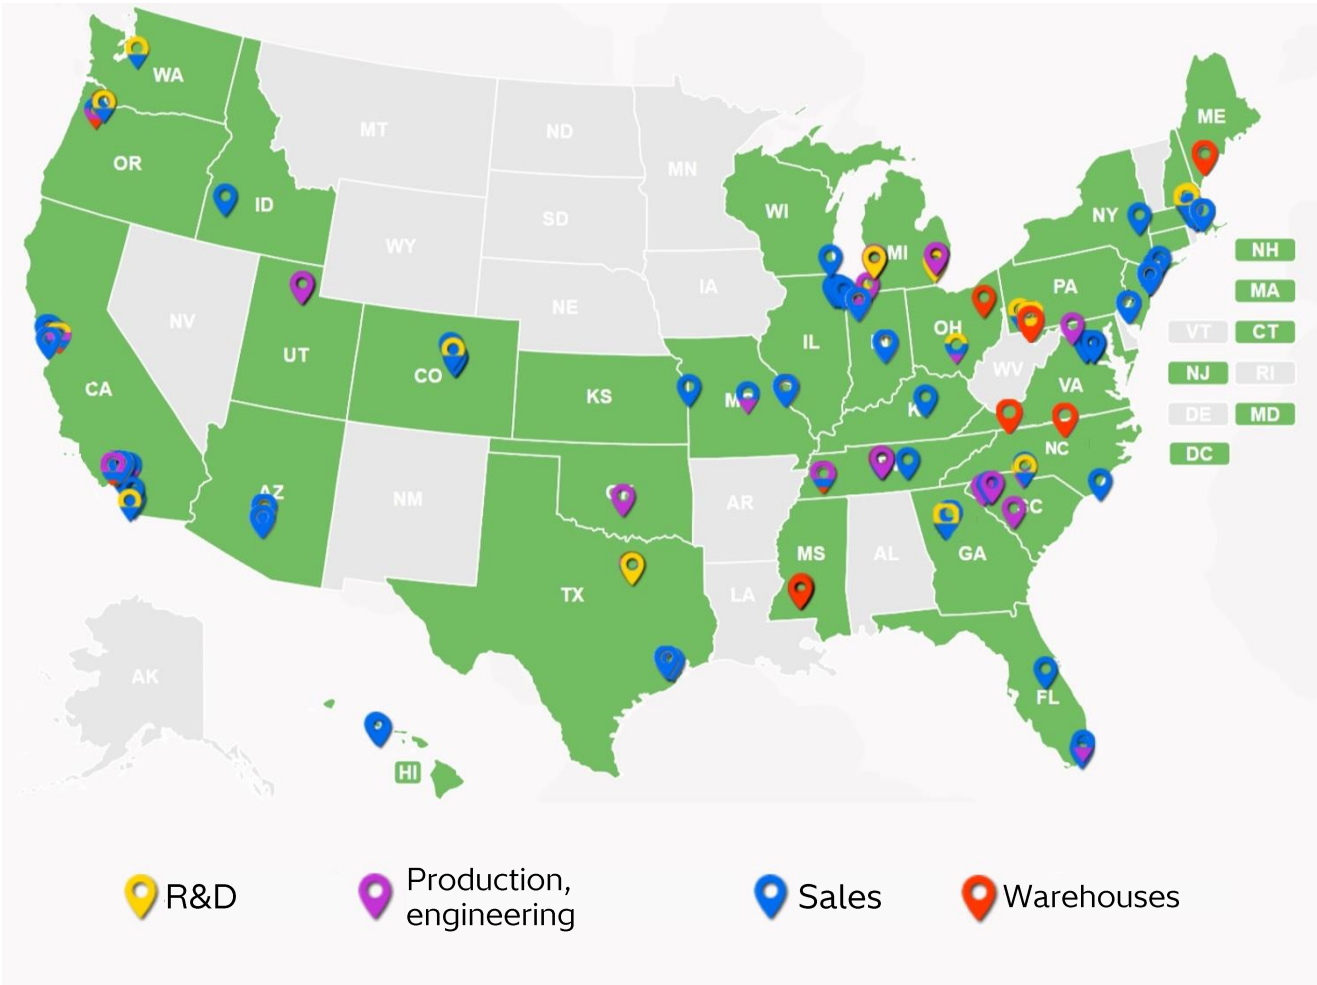 WA
ME
MT
ND
MN
OR
WI
ID
SD
NY
WY
MI
NH
IA
PA
MA
NE
NV
OH
VT
CT
IL
UT
WV
NJ
RI
CO
VA
CA
KS
DE
MD
NC
DC
AZ
NM
AR
SC
MS
AL
GA
TX
LA
AK
FL
HI
R&D
Production,
engineering
Sales
Warehouses